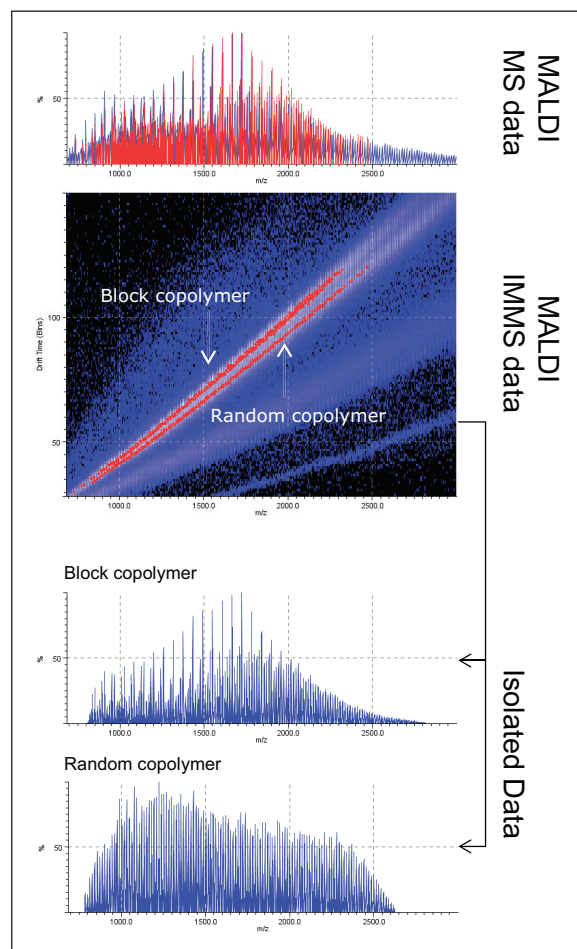 MALDI
MS data
%
50
1000.0
1500.0
2000.0
2500.0
m/z
MALDI
IMMS data
Drift Time (Bins)
100
50
Block copolymer
Random copolymer
1000.0
1500.0
2000.0
2500.0
m/z
Isolated Data
Block copolymer
%
50
1000.0
1500.0
2000.0
2500.0
m/z
Random copolymer
%
50
1000.0
1500.0
2000.0
2500.0
m/z